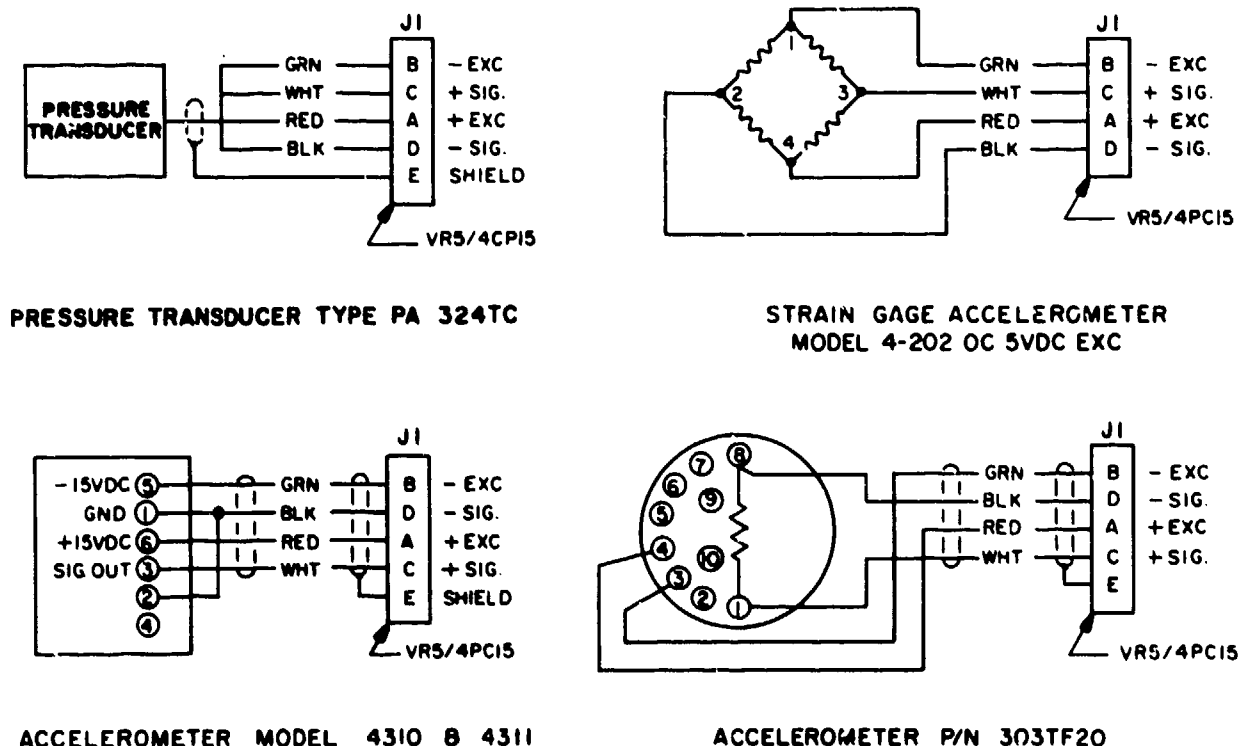 J1
GRN B - EXC
WHT C + SIG.
RED A + EXC
BLK D - SIG.
E SHIELD
PRESSURE
TRANSDUCER
VR5/4CP15
PRESSURE TRANSDUCER TYPE PA 324TC
J1
1
2
3
4
GRN B - EXC
WHT C + SIG.
RED A + EXC
BLK D - SIG.
VR5/4PC15
STRAIN GAGE ACCELEROMETER
MODEL 4-202 OC 5VDC EXC
J1
-15VDC 5 GRN B - EXC
GND 1 BLK D - SIG.
+15VDC 6 RED A + EXC
SIG OUT 3 WHT C + SIG.
2 E SHIELD
4
VR5/4PC15
ACCELEROMETER MODEL 4310 & 4311
J1
8
7
6
9
5
4
10
3
2
1
GRN B - EXC
BLK D - SIG.
RED A + EXC
WHT C + SIG.
E
VR5/4PC15
ACCELEROMETER P/N 303TF20